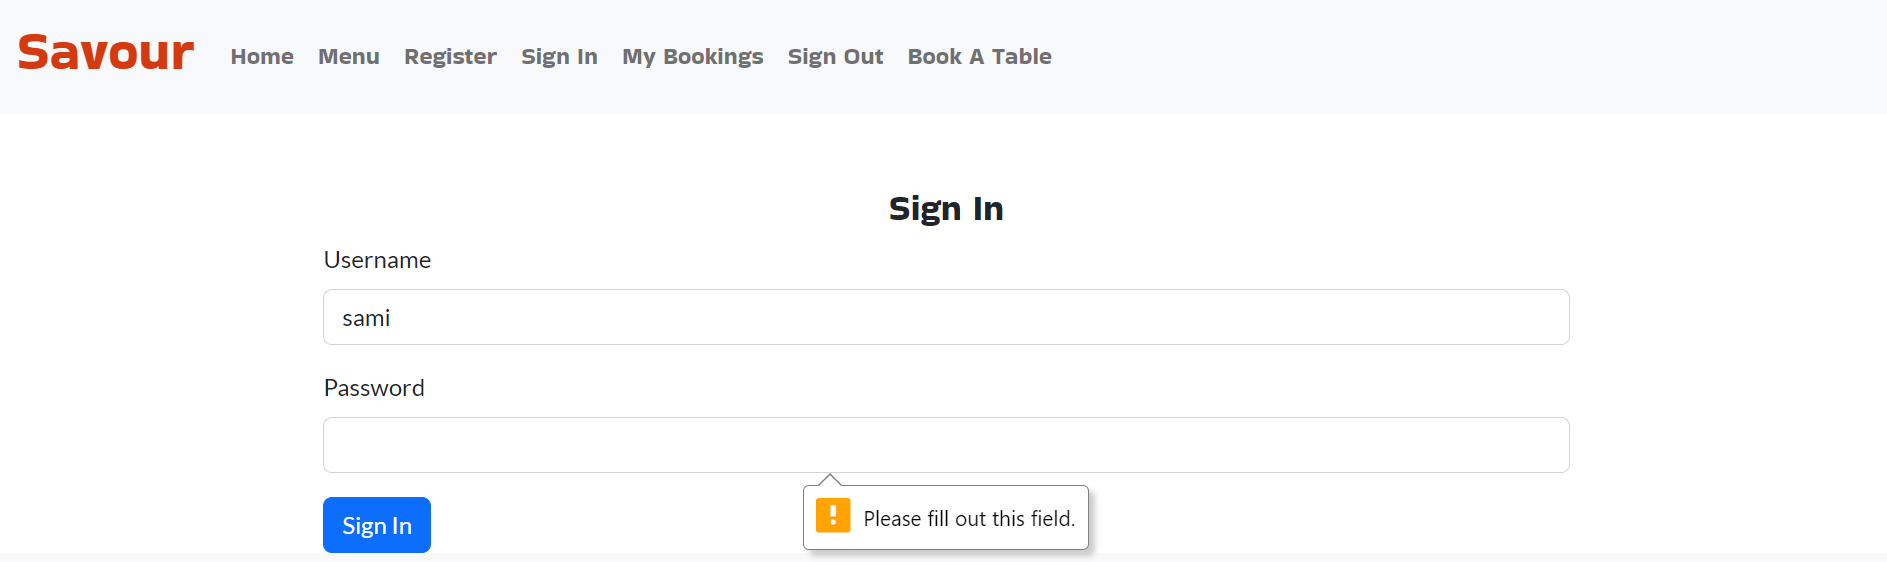 Savour Home Menu Register Sign In My Bookings Sign Out Book A Table
Sign In
Username
sami
Password
Please fill out this field.
Sign In